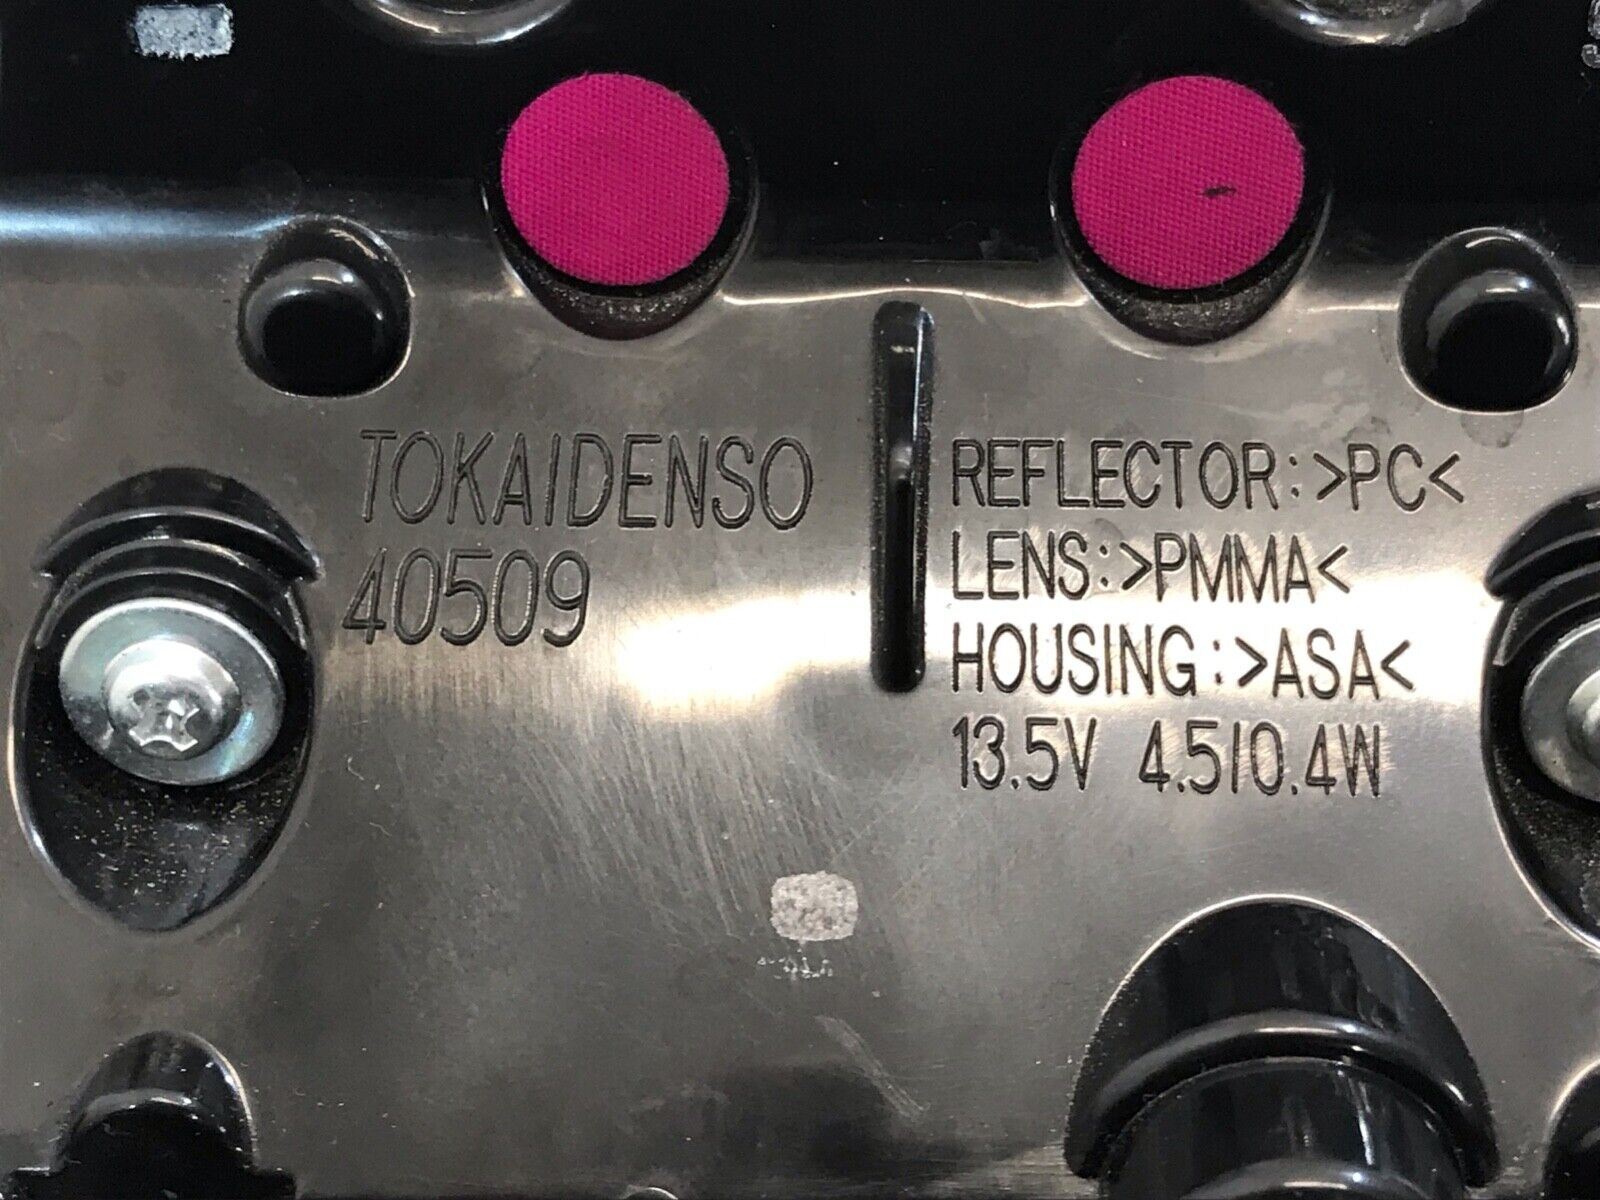 TOKAIDENSO
40509
REFLECTOR:>PC<
LENS:>PMMA<
HOUSING:>ASA<
13.5V 4.5/0.4W